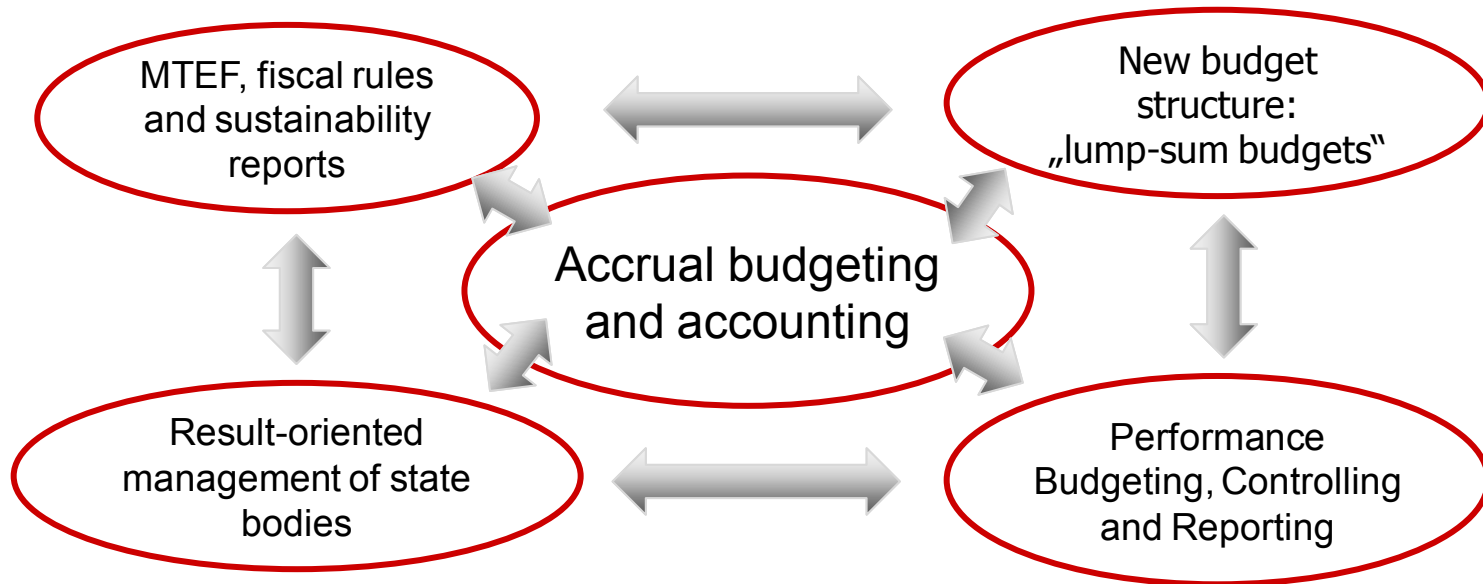 MTEF, fiscal rules
and sustainability
reports
New budget
structure:
„lump-sum budgets“
Accrual budgeting
and accounting
Result-oriented
management of state
bodies
Performance
Budgeting, Controlling
and Reporting